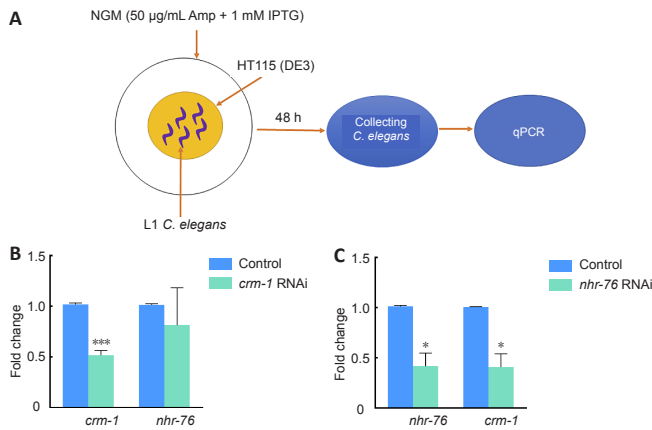 A
NGM (50 µg/mL Amp + 1 mM IPTG)
HT115 (DE3)
48 h
Collecting
C. elegans
qPCR
L1 C. elegans
B
1.5
1.0
0.5
0
Fold change
Control
crm-1 RNAi
***
crm-1
nhr-76
C
1.5
1.0
0.5
0
Fold change
Control
nhr-76 RNAi
*
*
nhr-76
crm-1